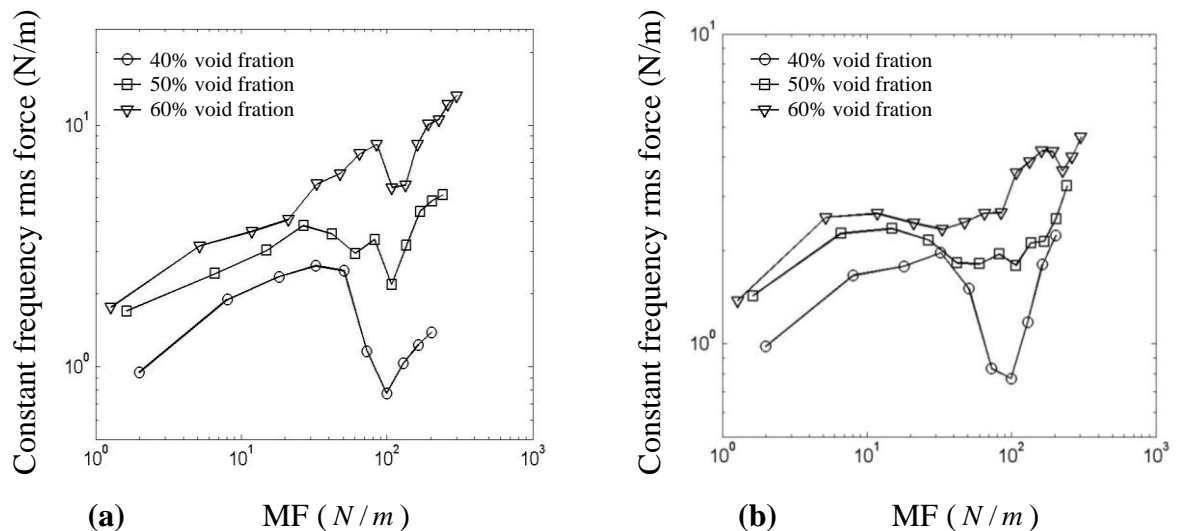 Constant frequency rms force (N/m)
40% void fration
50% void fration
60% void fration
10¹
10⁰
10⁰
10¹
10²
10³
(a)
MF ( N / m )
Constant frequency rms force (N/m)
40% void fration
50% void fration
60% void fration
10¹
10⁰
10⁰
10¹
10²
10³
(b)
MF ( N / m )